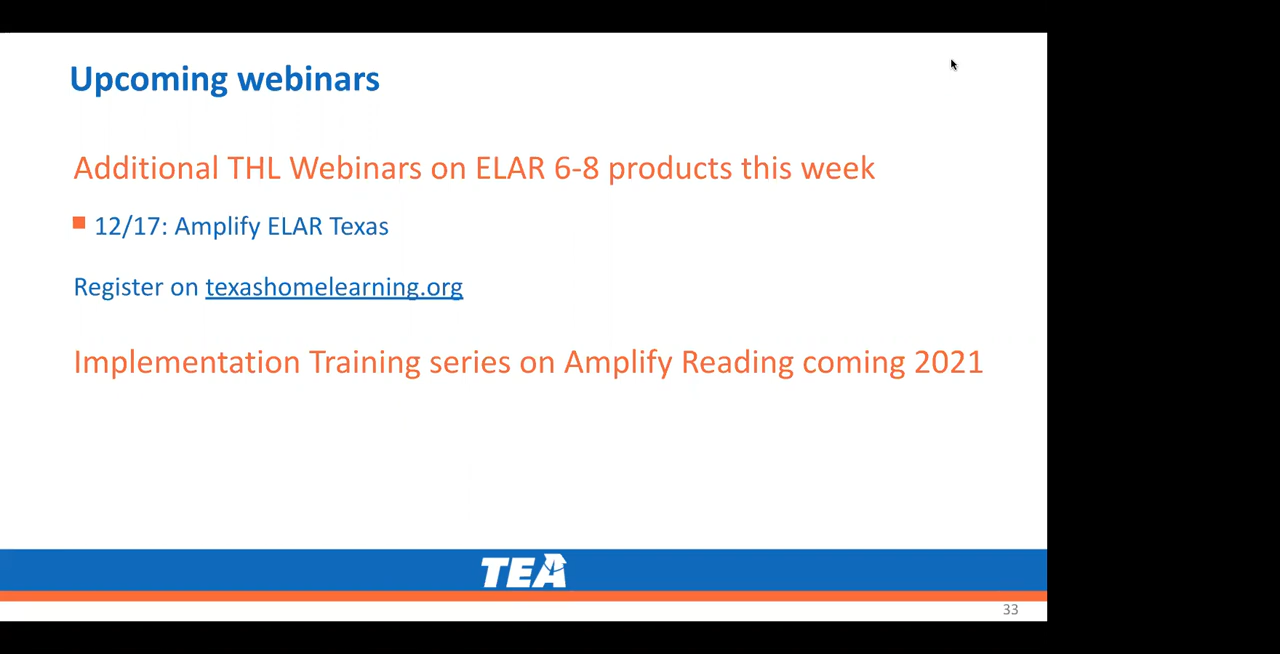 Upcoming webinars
Additional THL Webinars on ELAR 6-8 products this week
12/17: Amplify ELAR Texas
Register on texashomelearning.org
Implementation Training series on Amplify Reading coming 2021
TEA
33